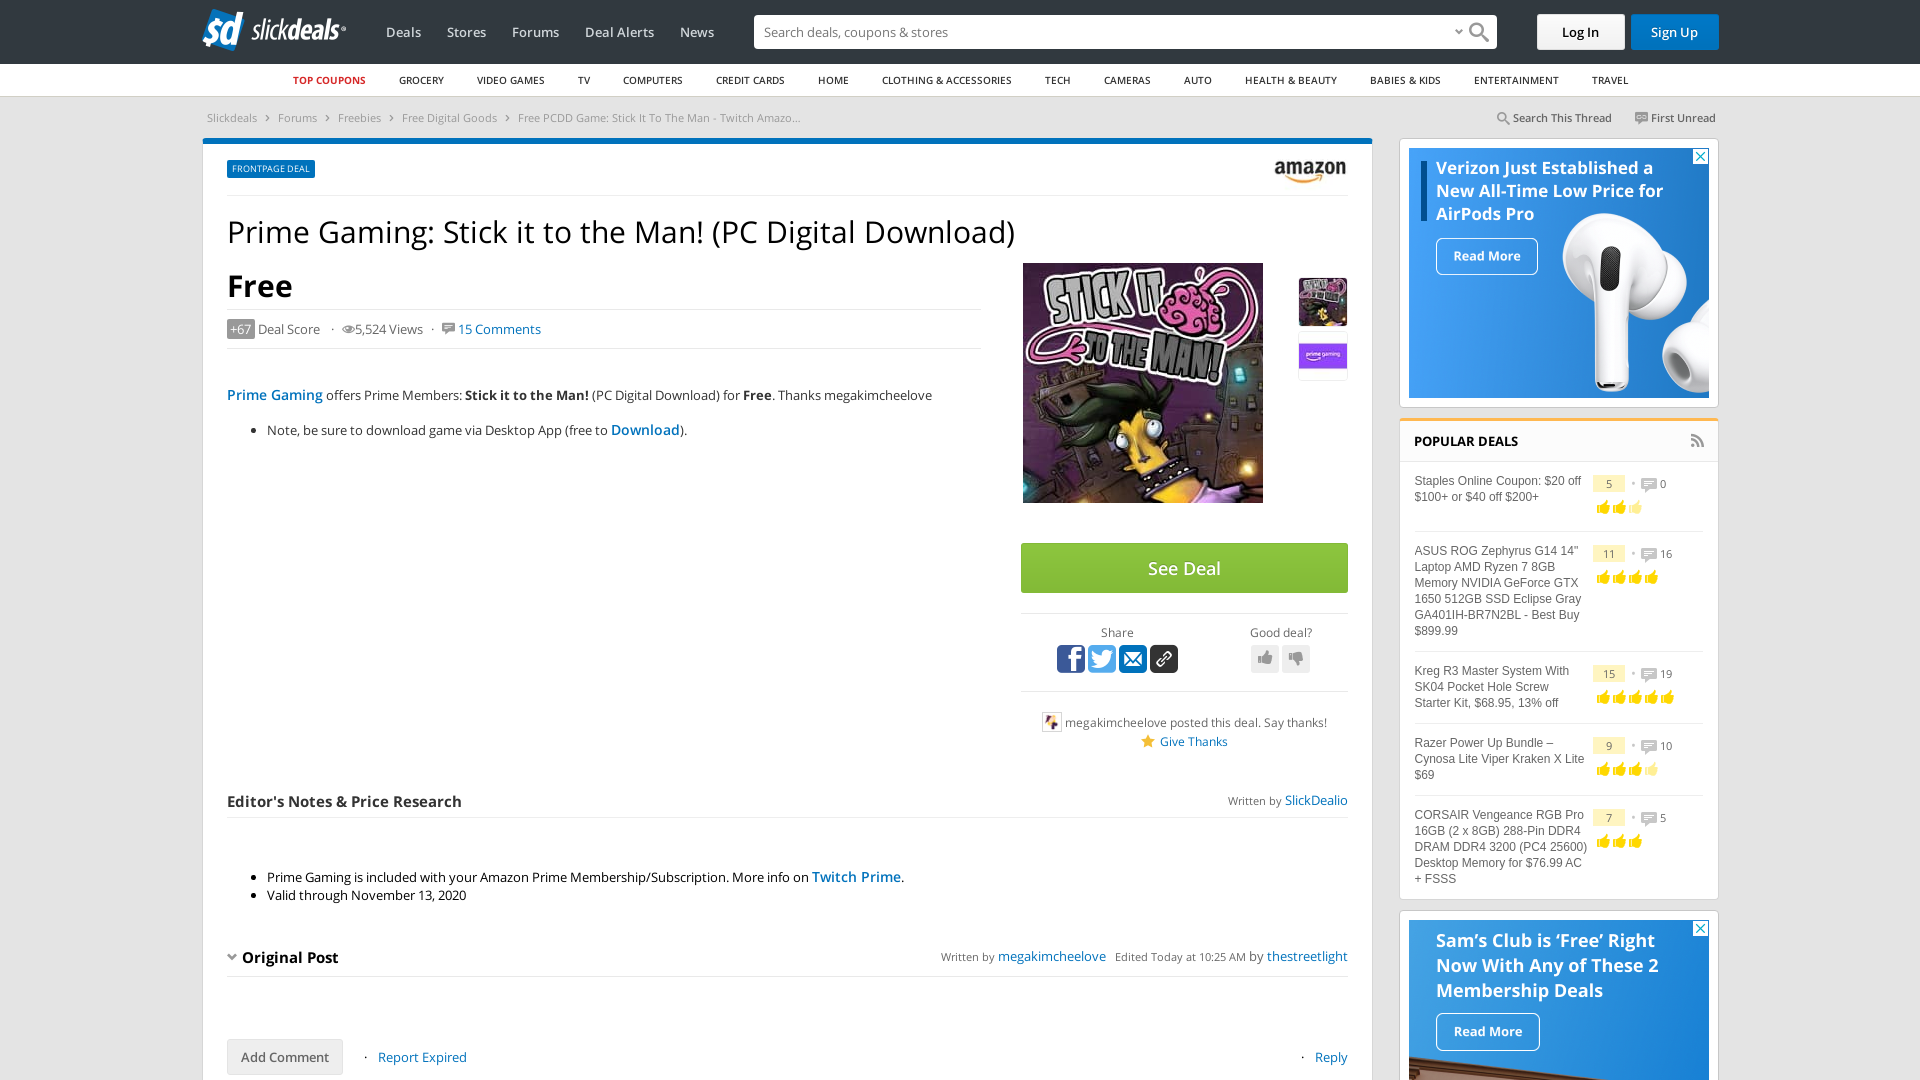 sd slickdeals
Deals
Stores
Forums
Deal Alerts
News
Search deals, coupons & stores
Log In
Sign Up
TOP COUPONS
GROCERY
VIDEO GAMES
TV
COMPUTERS
CREDIT CARDS
HOME
CLOTHING & ACCESSORIES
TECH
CAMERAS
AUTO
HEALTH & BEAUTY
BABIES & KIDS
ENTERTAINMENT
TRAVEL
Slickdeals › Forums › Freebies › Free Digital Goods › Free PCDD Game: Stick It To The Man - Twitch Amazo...
Search This Thread
First Unread
FRONTPAGE DEAL
amazon
Prime Gaming: Stick it to the Man! (PC Digital Download)
Free
+67 Deal Score · 5,524 Views · 15 Comments
Prime Gaming offers Prime Members: Stick it to the Man! (PC Digital Download) for Free. Thanks megakimcheelove
• Note, be sure to download game via Desktop App (free to Download).
STICK IT
TO THE MAN!
STICK IT
TO THE MAN!
prime gaming
See Deal
Share
Good deal?
megakimcheelove posted this deal. Say thanks!
Give Thanks
Editor's Notes & Price Research
Written by SlickDealio
• Prime Gaming is included with your Amazon Prime Membership/Subscription. More info on Twitch Prime.
• Valid through November 13, 2020
Original Post
Written by megakimcheelove Edited Today at 10:25 AM by thestreetlight
Add Comment
· Report Expired
· Reply
Verizon Just Established a
New All-Time Low Price for
AirPods Pro
Read More
POPULAR DEALS
Staples Online Coupon: $20 off
$100+ or $40 off $200+
5 • 0
ASUS ROG Zephyrus G14 14"
Laptop AMD Ryzen 7 8GB
Memory NVIDIA GeForce GTX
1650 512GB SSD Eclipse Gray
GA401IH-BR7N2BL - Best Buy
$899.99
11 • 16
Kreg R3 Master System With
SK04 Pocket Hole Screw
Starter Kit, $68.95, 13% off
15 • 19
Razer Power Up Bundle –
Cynosa Lite Viper Kraken X Lite
$69
9 • 10
CORSAIR Vengeance RGB Pro
16GB (2 x 8GB) 288-Pin DDR4
DRAM DDR4 3200 (PC4 25600)
Desktop Memory for $76.99 AC
+ FSSS
7 • 5
Sam's Club is ‘Free’ Right
Now With Any of These 2
Membership Deals
Read More